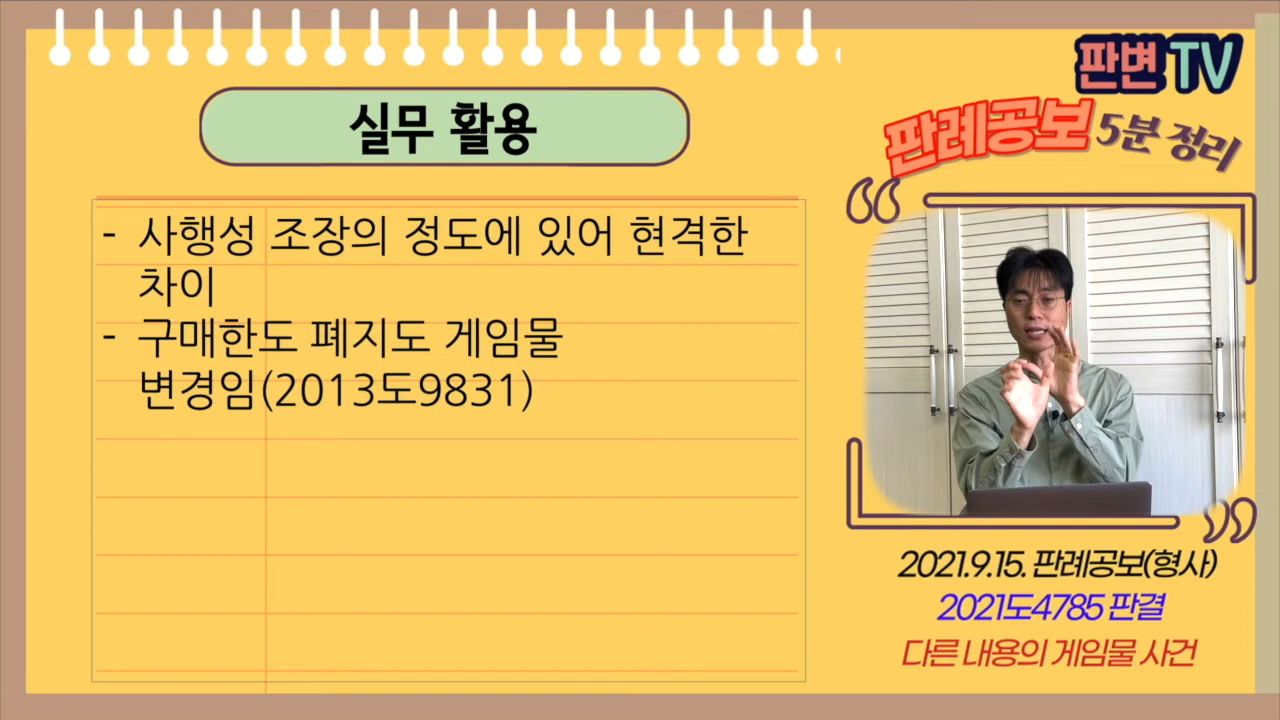 판변TV
판례공보 5분 정리
실무 활용
- 사행성 조장의 정도에 있어 현격한
차이
- 구매한도 폐지도 게임물
변경임(2013도9831)
2021.9.15. 판례공보(형사)
2021도4785 판결
다른 내용의 게임물 사건